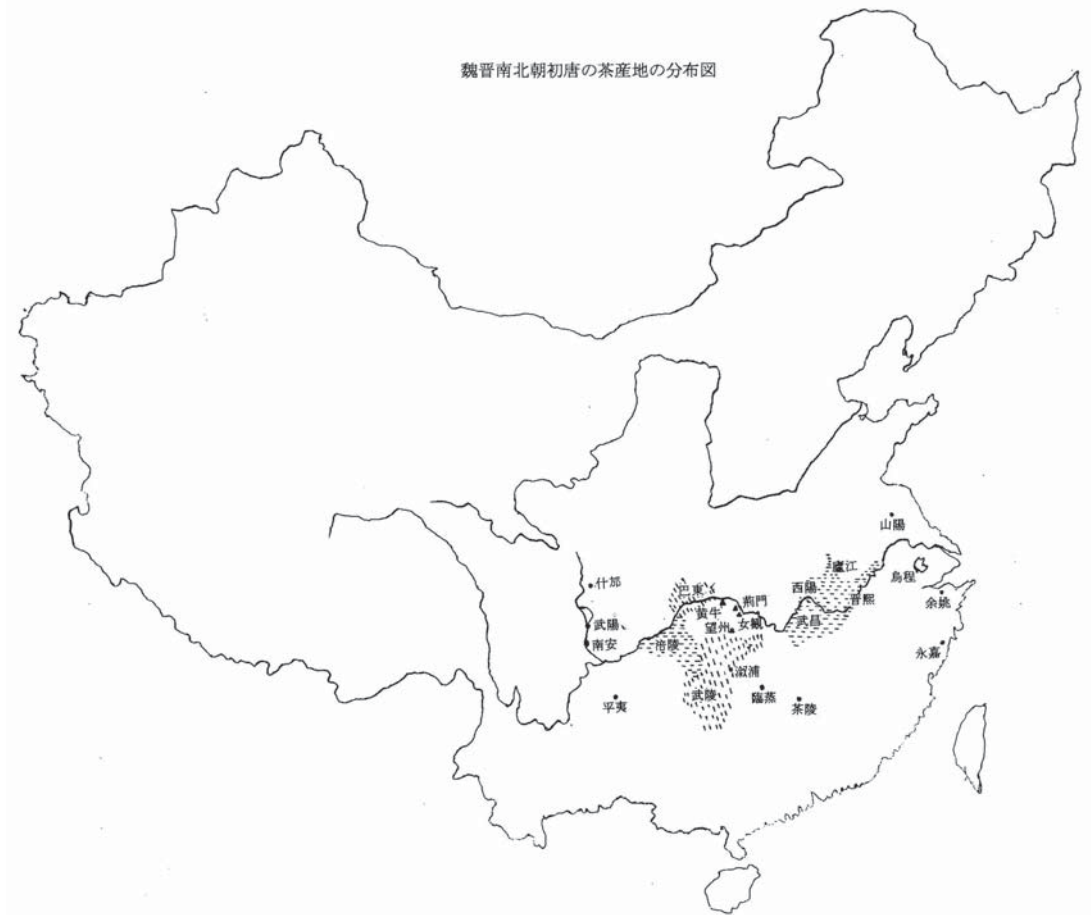 魏晋南北朝初唐の茶産地の分布図
山陽
廬江
烏程
什邡
巴東
西陽
晋熙
余姚
荊門
黄牛
武陽
望州
女観
武昌
南安
涪陵
永嘉
漵浦
武陵
臨蒸
平夷
茶陵